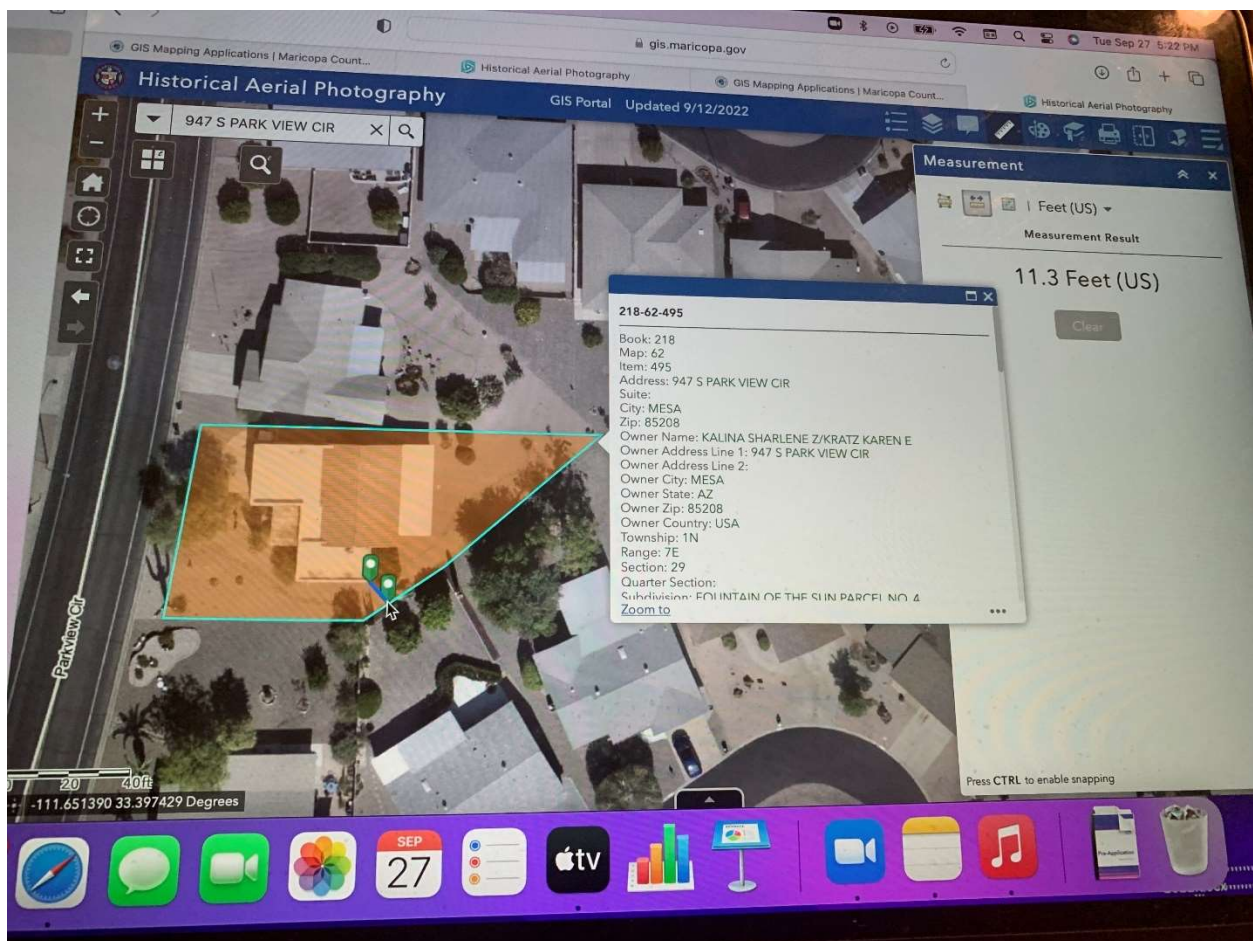 Tue Sep 27 5:22 PM
gis.maricopa.gov
GIS Mapping Applications | Maricopa Count...
Historical Aerial Photography
GIS Mapping Applications | Maricopa Count...
Historical Aerial Photography
Historical Aerial Photography
GIS Portal Updated 9/12/2022
947 S PARK VIEW CIR
Measurement
Feet (US)
Measurement Result
11.3 Feet (US)
Clear
218-62-495
Book: 218
Map: 62
Item: 495
Address: 947 S PARK VIEW CIR
Suite:
City: MESA
Zip: 85208
Owner Name: KALINA SHARLENE Z/KRATZ KAREN E
Owner Address Line 1: 947 S PARK VIEW CIR
Owner Address Line 2:
Owner City: MESA
Owner State: AZ
Owner Zip: 85208
Owner Country: USA
Township: 1N
Range: 7E
Section: 29
Quarter Section:
Subdivision: FOUNTAIN OF THE SUN PARCEL NO. 4
Zoom to
Parkview Cir
20 40ft
-111.651390 33.397429 Degrees
Press CTRL to enable snapping
SEP
27
tv
Pre-Application